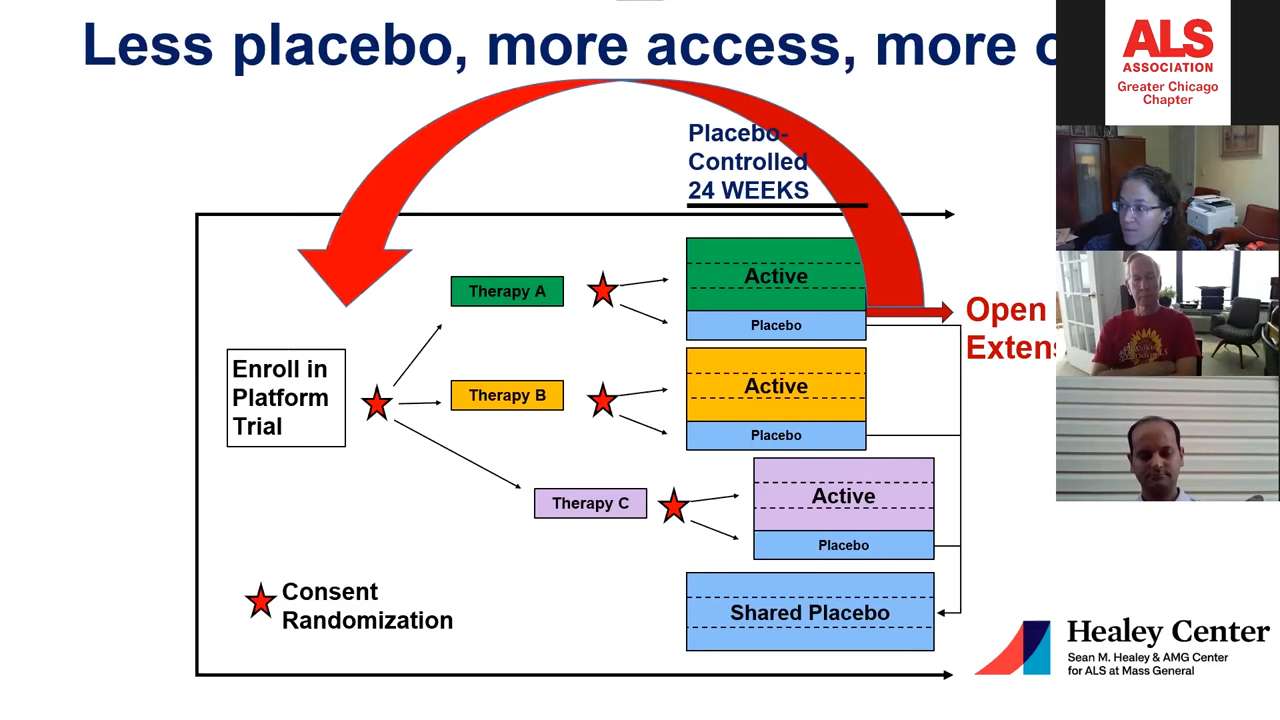 Less placebo, more access, more
ALS
ASSOCIATION
Greater Chicago
Chapter
Placebo-
Controlled
24 WEEKS
Therapy A
Active
Placebo
Open
Enroll in
Platform
Trial
Therapy B
Active
Placebo
Therapy C
Active
Placebo
Consent
Randomization
Shared Placebo
Healey Center
Sean M. Healey & AMG Center
for ALS at Mass General